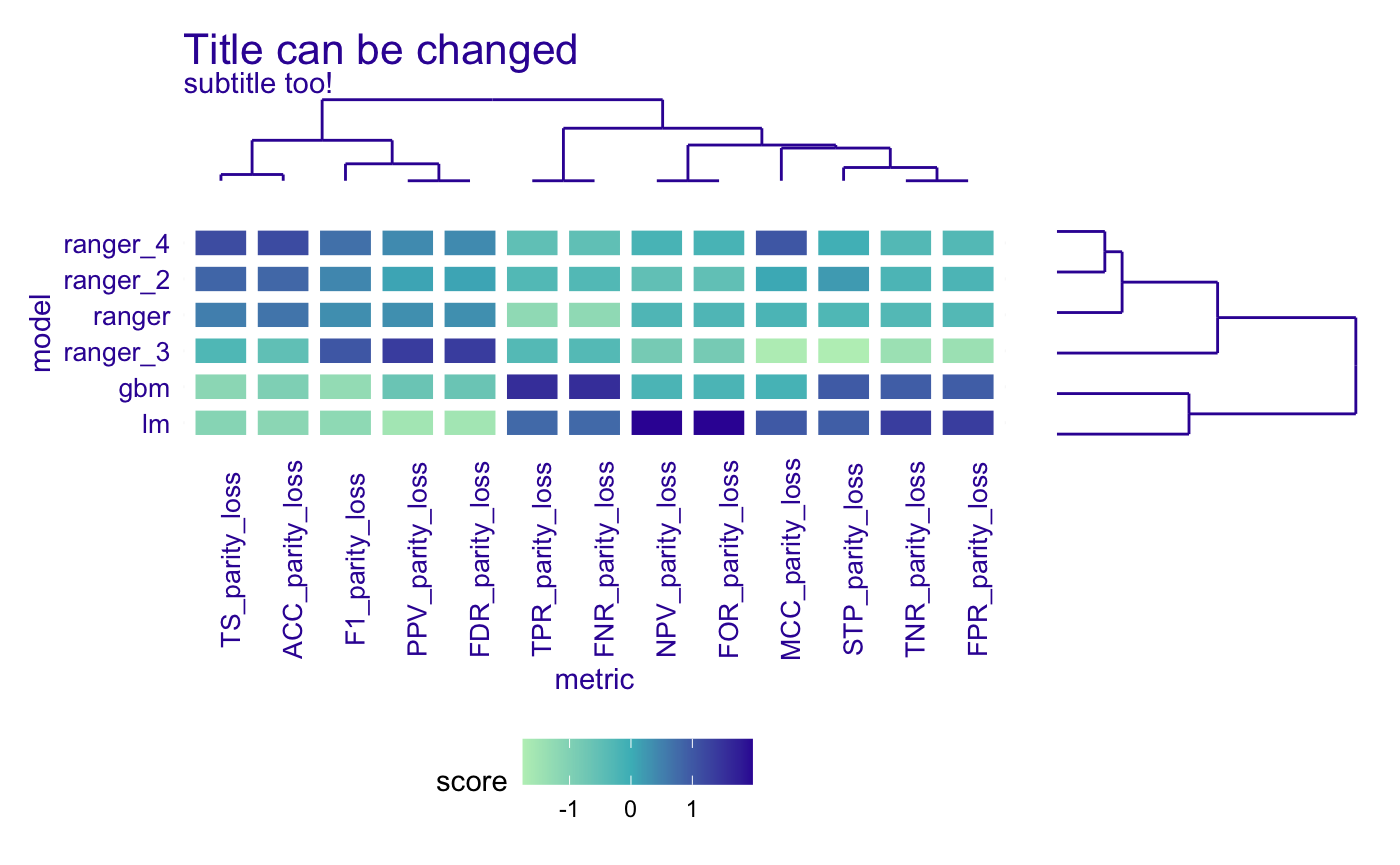 Title can be changed
subtitle too!
model
ranger_4
ranger_2
ranger
ranger_3
gbm
lm
TS_parity_loss
ACC_parity_loss
F1_parity_loss
PPV_parity_loss
FDR_parity_loss
TPR_parity_loss
FNR_parity_loss
NPV_parity_loss
FOR_parity_loss
MCC_parity_loss
STP_parity_loss
TNR_parity_loss
FPR_parity_loss
metric
score
-1 0 1